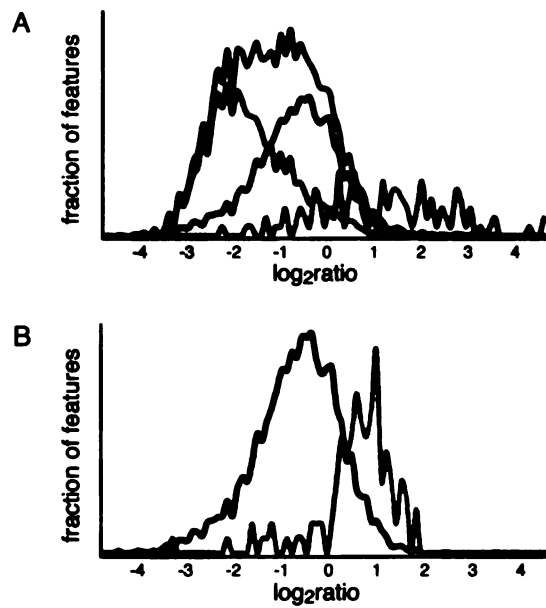 A
fraction of features
-4 -3 -2 -1 0 1 2 3 4
log2ratio
B
fraction of features
-4 -3 -2 -1 0 1 2 3 4
log2ratio